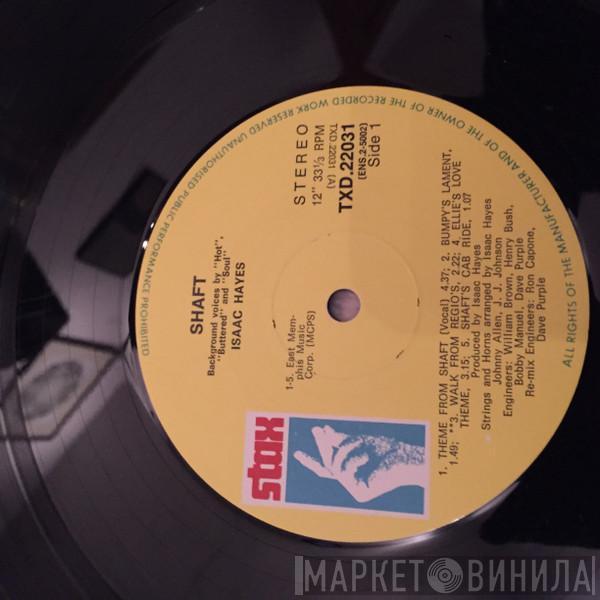 ALL RIGHTS OF THE MANUFACTURER AND OF THE OWNER OF THE RECORDED WORK RESERVED UNAUTHORISED PUBLIC PERFORMANCE PROHIBITED
SHAFT
Background Voices by "Hot",
"Buttered" and "Soul",
ISAAC HAYES
stax
1-5. East Mem-
phis Music
Corp. (MCPS)
STEREO
12" 33⅓ RPM
TXD.22031 (A)
TXD.22031
(ENS.2-5002)
Side 1
1. THEME FROM SHAFT (Vocal) 4.37; 2. BUMPY'S LAMENT,
1.49; **3. WALK FROM REGIO'S, 2.22; 4. ELLIE'S LOVE
THEME, 3.15; 5. SHAFT'S CAB RIDE, 1.07
Produced by Isaac Hayes
Strings and Horns arranged by Isaac Hayes
Johnny Allen, J. J. Johnson
Engineers: William Brown, Henry Bush,
Bobby Manuel, Dave Purple
Re-mix Engineers: Ron Capone,
Dave Purple
МАРКЕТ ВИНИЛА